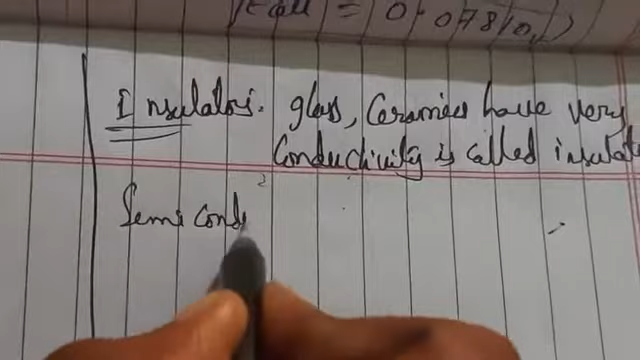 Insulators. glass, Ceramics have very
Conductivity is called insulat
Semi cond